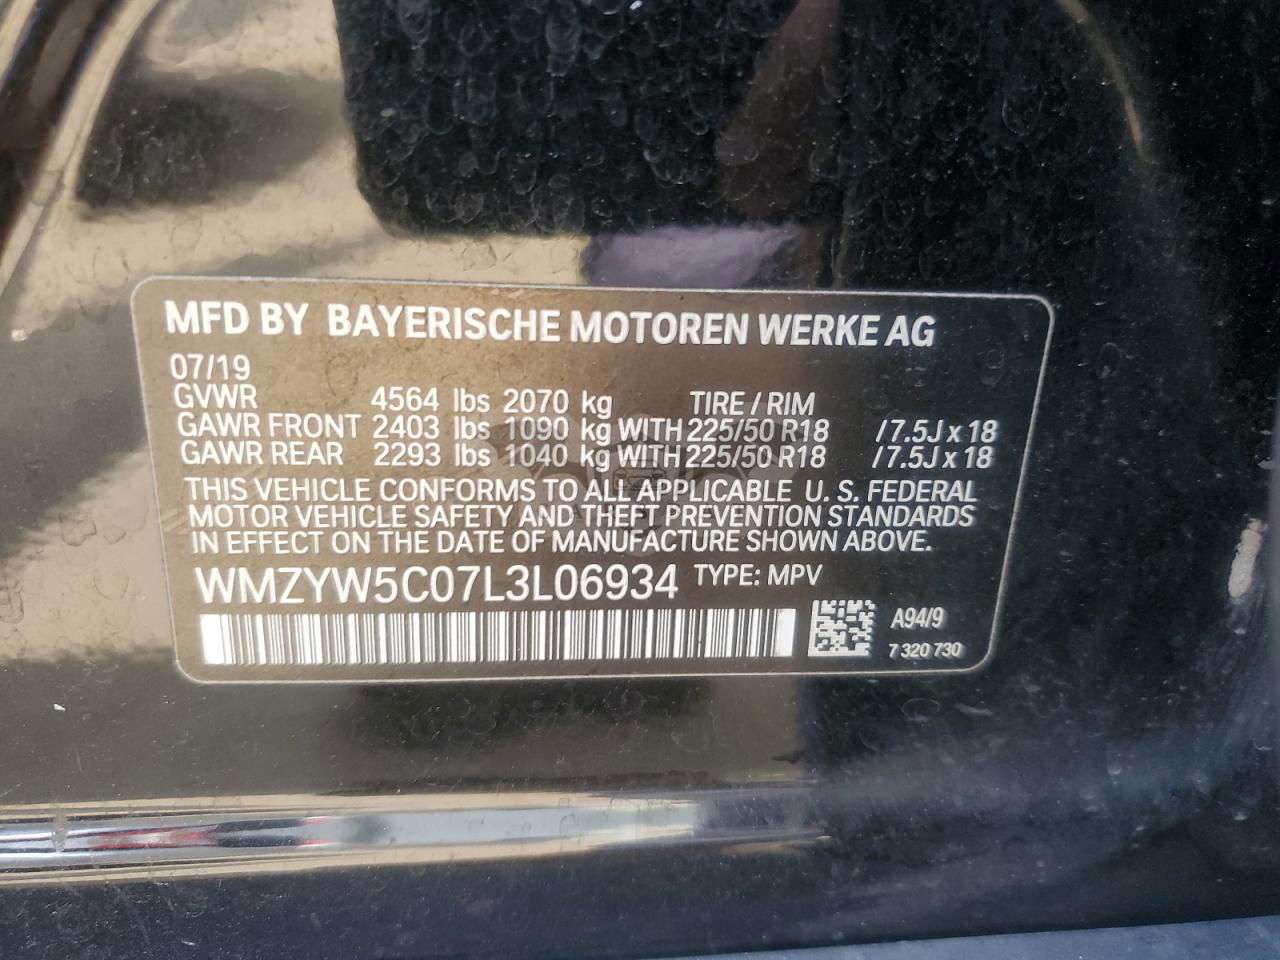 MFD BY BAYERISCHE MOTOREN WERKE AG
07/19
GVWR 4564 lbs 2070 kg TIRE / RIM
GAWR FRONT 2403 lbs 1090 kg WITH 225/50 R18 / 7.5J x 18
GAWR REAR 2293 lbs 1040 kg WITH 225/50 R18 / 7.5J x 18
THIS VEHICLE CONFORMS TO ALL APPLICABLE U. S. FEDERAL
MOTOR VEHICLE SAFETY AND THEFT PREVENTION STANDARDS
IN EFFECT ON THE DATE OF MANUFACTURE SHOWN ABOVE.
WMZYW5C07L3L06934 TYPE: MPV
A94/9
7 320 730